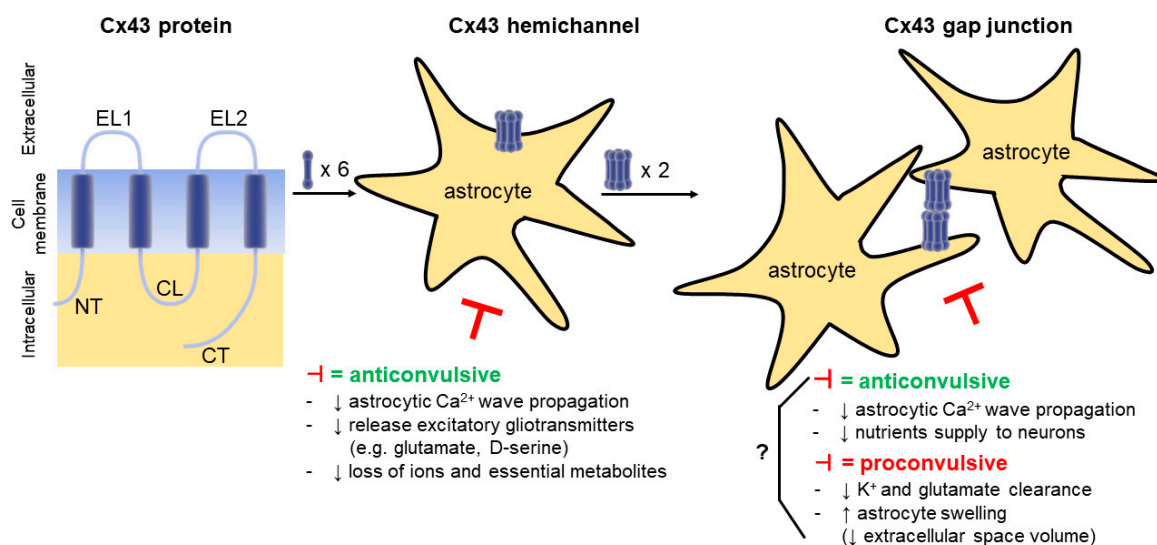 Cx43 protein
Cx43 hemichannel
Cx43 gap junction
Extracellular
Cell
membrane
Intracellular
EL1
EL2
NT
CL
CT
x 6
astrocyte
x 2
astrocyte
astrocyte
⊣ = anticonvulsive
- ↓ astrocytic Ca²⁺ wave propagation
- ↓ release excitatory gliotransmitters
(e.g. glutamate, D-serine)
- ↓ loss of ions and essential metabolites
?
⊣ = anticonvulsive
- ↓ astrocytic Ca²⁺ wave propagation
- ↓ nutrients supply to neurons
⊣ = proconvulsive
- ↓ K⁺ and glutamate clearance
- ↑ astrocyte swelling
(↓ extracellular space volume)